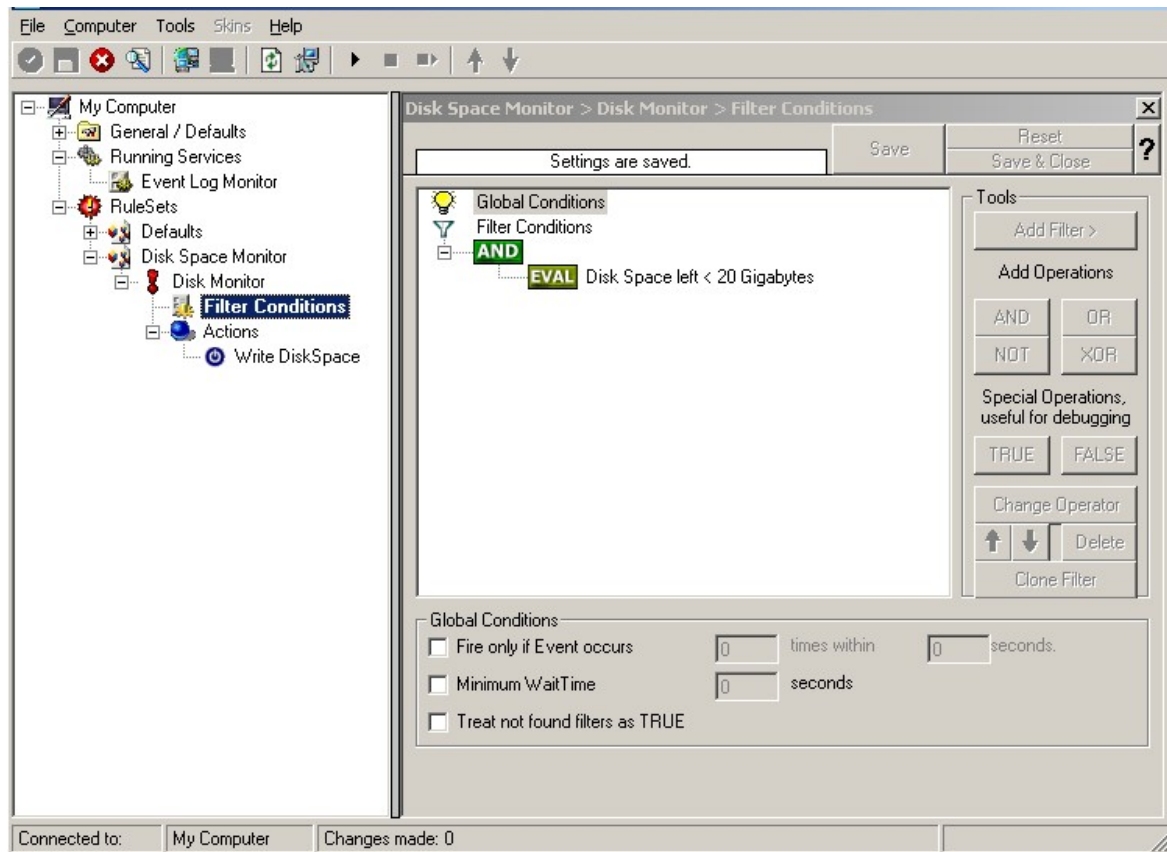 File Computer Tools Skins Help
My Computer
General / Defaults
Running Services
Event Log Monitor
RuleSets
Defaults
Disk Space Monitor
Disk Monitor
Filter Conditions
Actions
Write DiskSpace
Disk Space Monitor > Disk Monitor > Filter Conditions
Settings are saved.
Save
Reset
Save & Close
?
Global Conditions
Filter Conditions
AND
EVAL Disk Space left < 20 Gigabytes
Tools
Add Filter >
Add Operations
AND OR
NOT XOR
Special Operations,
useful for debugging
TRUE FALSE
Change Operator
Delete
Clone Filter
Global Conditions
Fire only if Event occurs 0 times within 0 seconds.
Minimum WaitTime 0 seconds
Treat not found filters as TRUE
Connected to: My Computer Changes made: 0